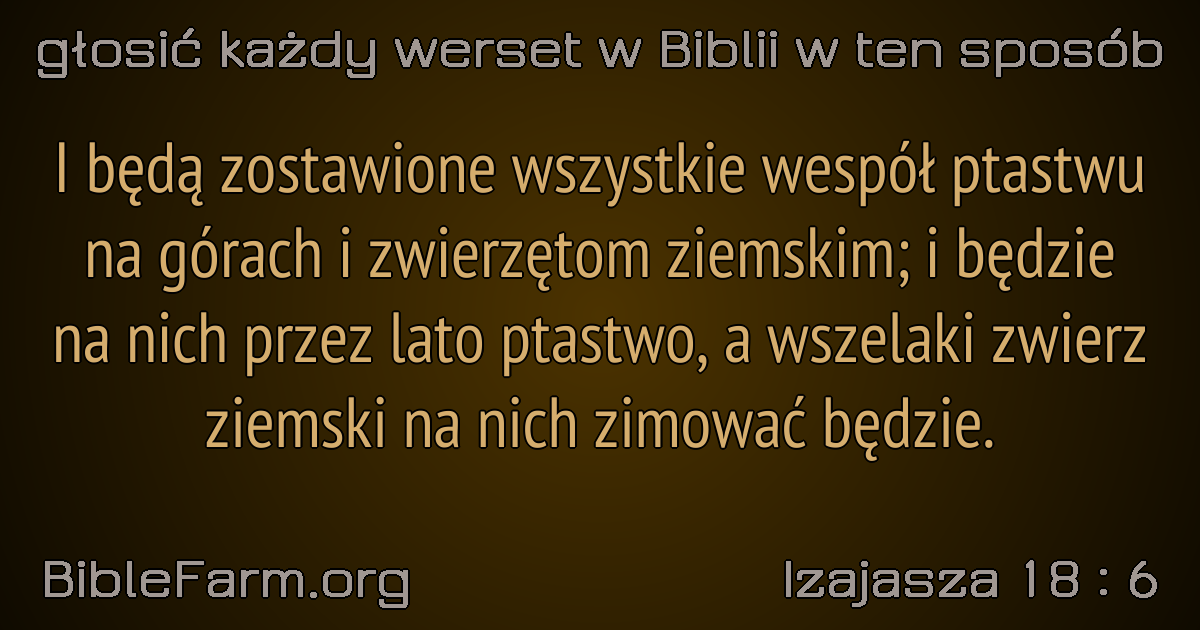 głosić każdy werset w Biblii w ten sposób
I będą zostawione wszystkie wespół ptastwu
na górach i zwierzętom ziemskim; i będzie
na nich przez lato ptastwo, a wszelaki zwierz
ziemski na nich zimować będzie.
BibleFarm.org
Izajasza 18 : 6